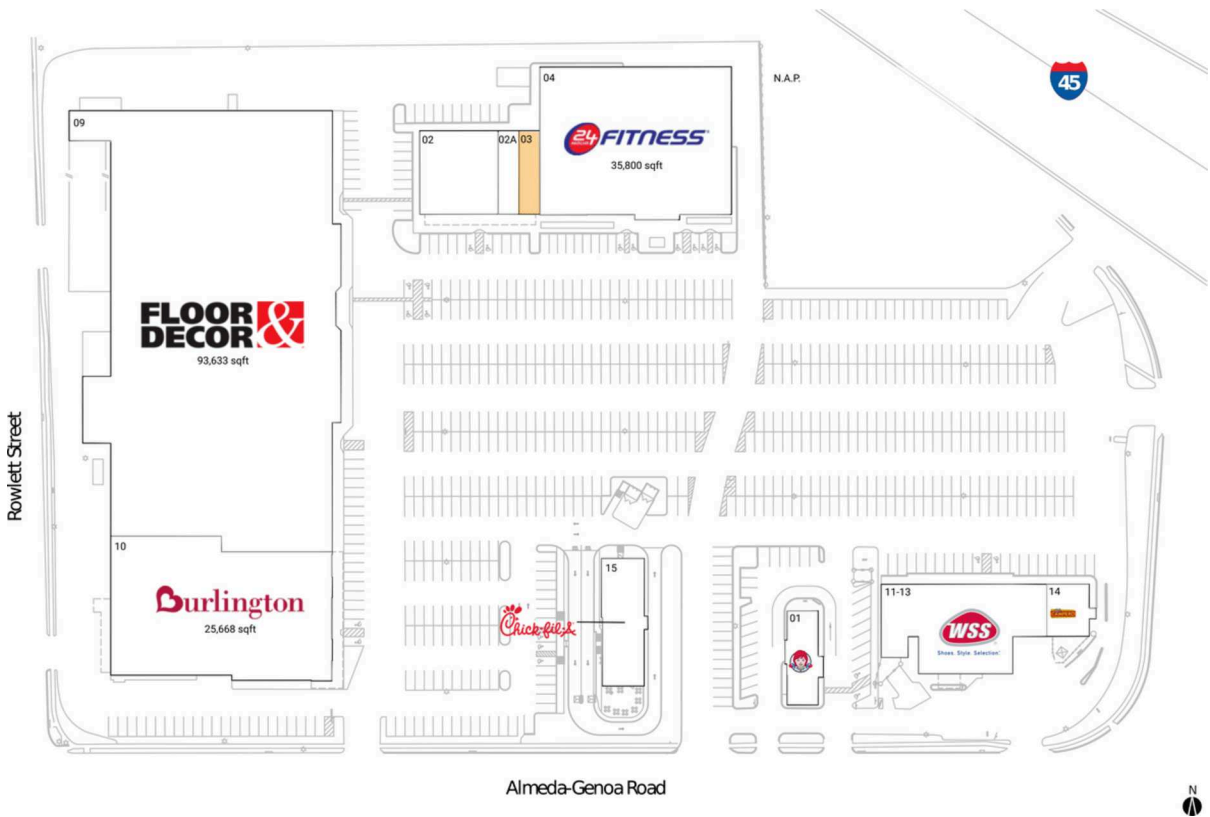 45
N.A.P.
04
24
FITNESS
35,800 sqft
09
02
02A
03
FLOOR &
DECOR
93,633 sqft
Rowlett Street
10
Burlington
25,668 sqft
15
Chick-fil-A
01
11-13
14
WSS
Shoes. Style. Selection.
Almeda-Genoa Road
N